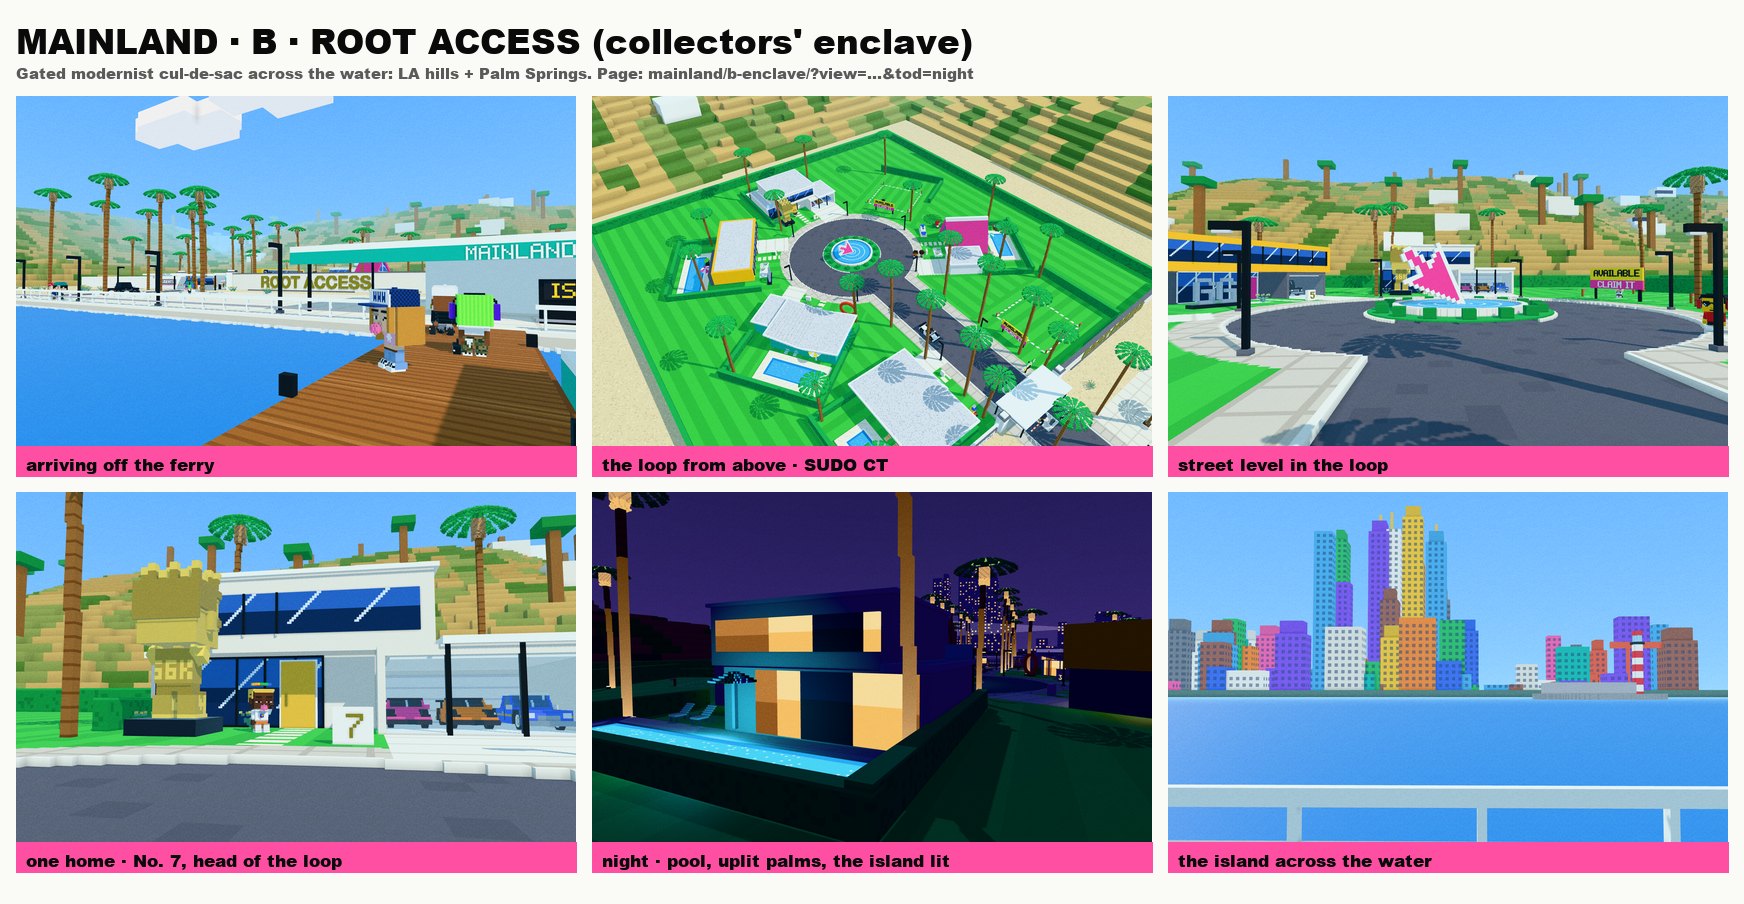 MAINLAND · B · ROOT ACCESS (collectors' enclave)
Gated modernist cul-de-sac across the water: LA hills + Palm Springs. Page: mainland/b-enclave/?view=...&tod=night
MAINLAND
ROOT ACCESS
IS
arriving off the ferry
the loop from above · SUDO CT
AVAILABLE
CLAIM IT
5
street level in the loop
7
one home · No. 7, head of the loop
3
night · pool, uplit palms, the island lit
the island across the water